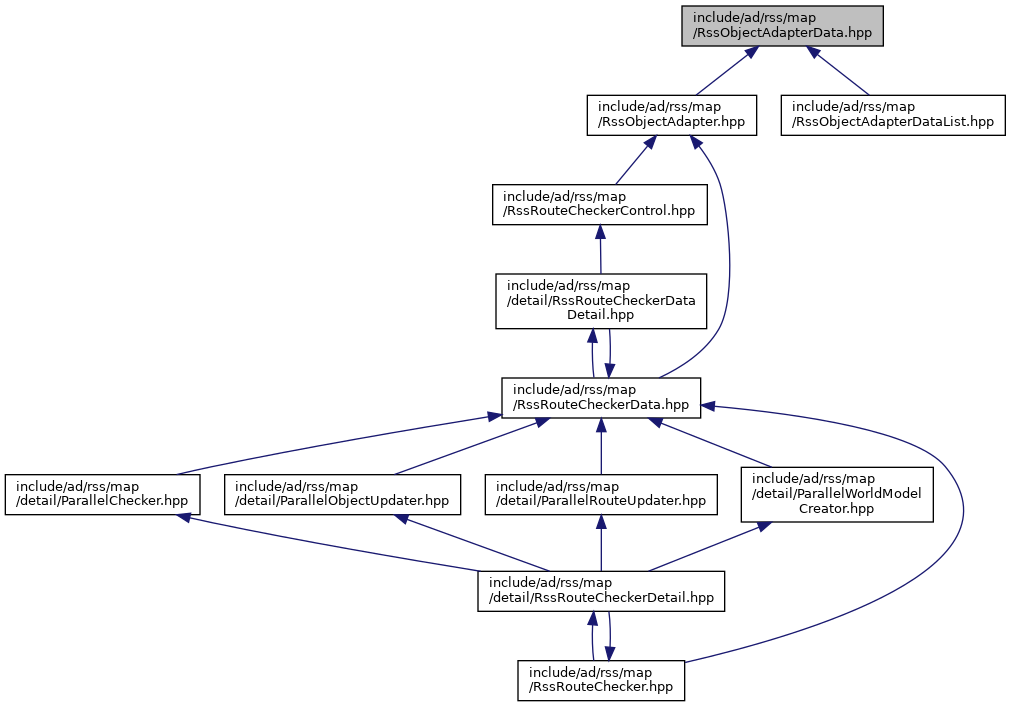 include/ad/rss/map
/RssObjectAdapterData.hpp
include/ad/rss/map
/RssObjectAdapter.hpp
include/ad/rss/map
/RssObjectAdapterDataList.hpp
include/ad/rss/map
/RssRouteCheckerControl.hpp
include/ad/rss/map
/detail/RssRouteCheckerData
Detail.hpp
include/ad/rss/map
/RssRouteCheckerData.hpp
include/ad/rss/map
/detail/ParallelChecker.hpp
include/ad/rss/map
/detail/ParallelObjectUpdater.hpp
include/ad/rss/map
/detail/ParallelRouteUpdater.hpp
include/ad/rss/map
/detail/ParallelWorldModel
Creator.hpp
include/ad/rss/map
/detail/RssRouteCheckerDetail.hpp
include/ad/rss/map
/RssRouteChecker.hpp